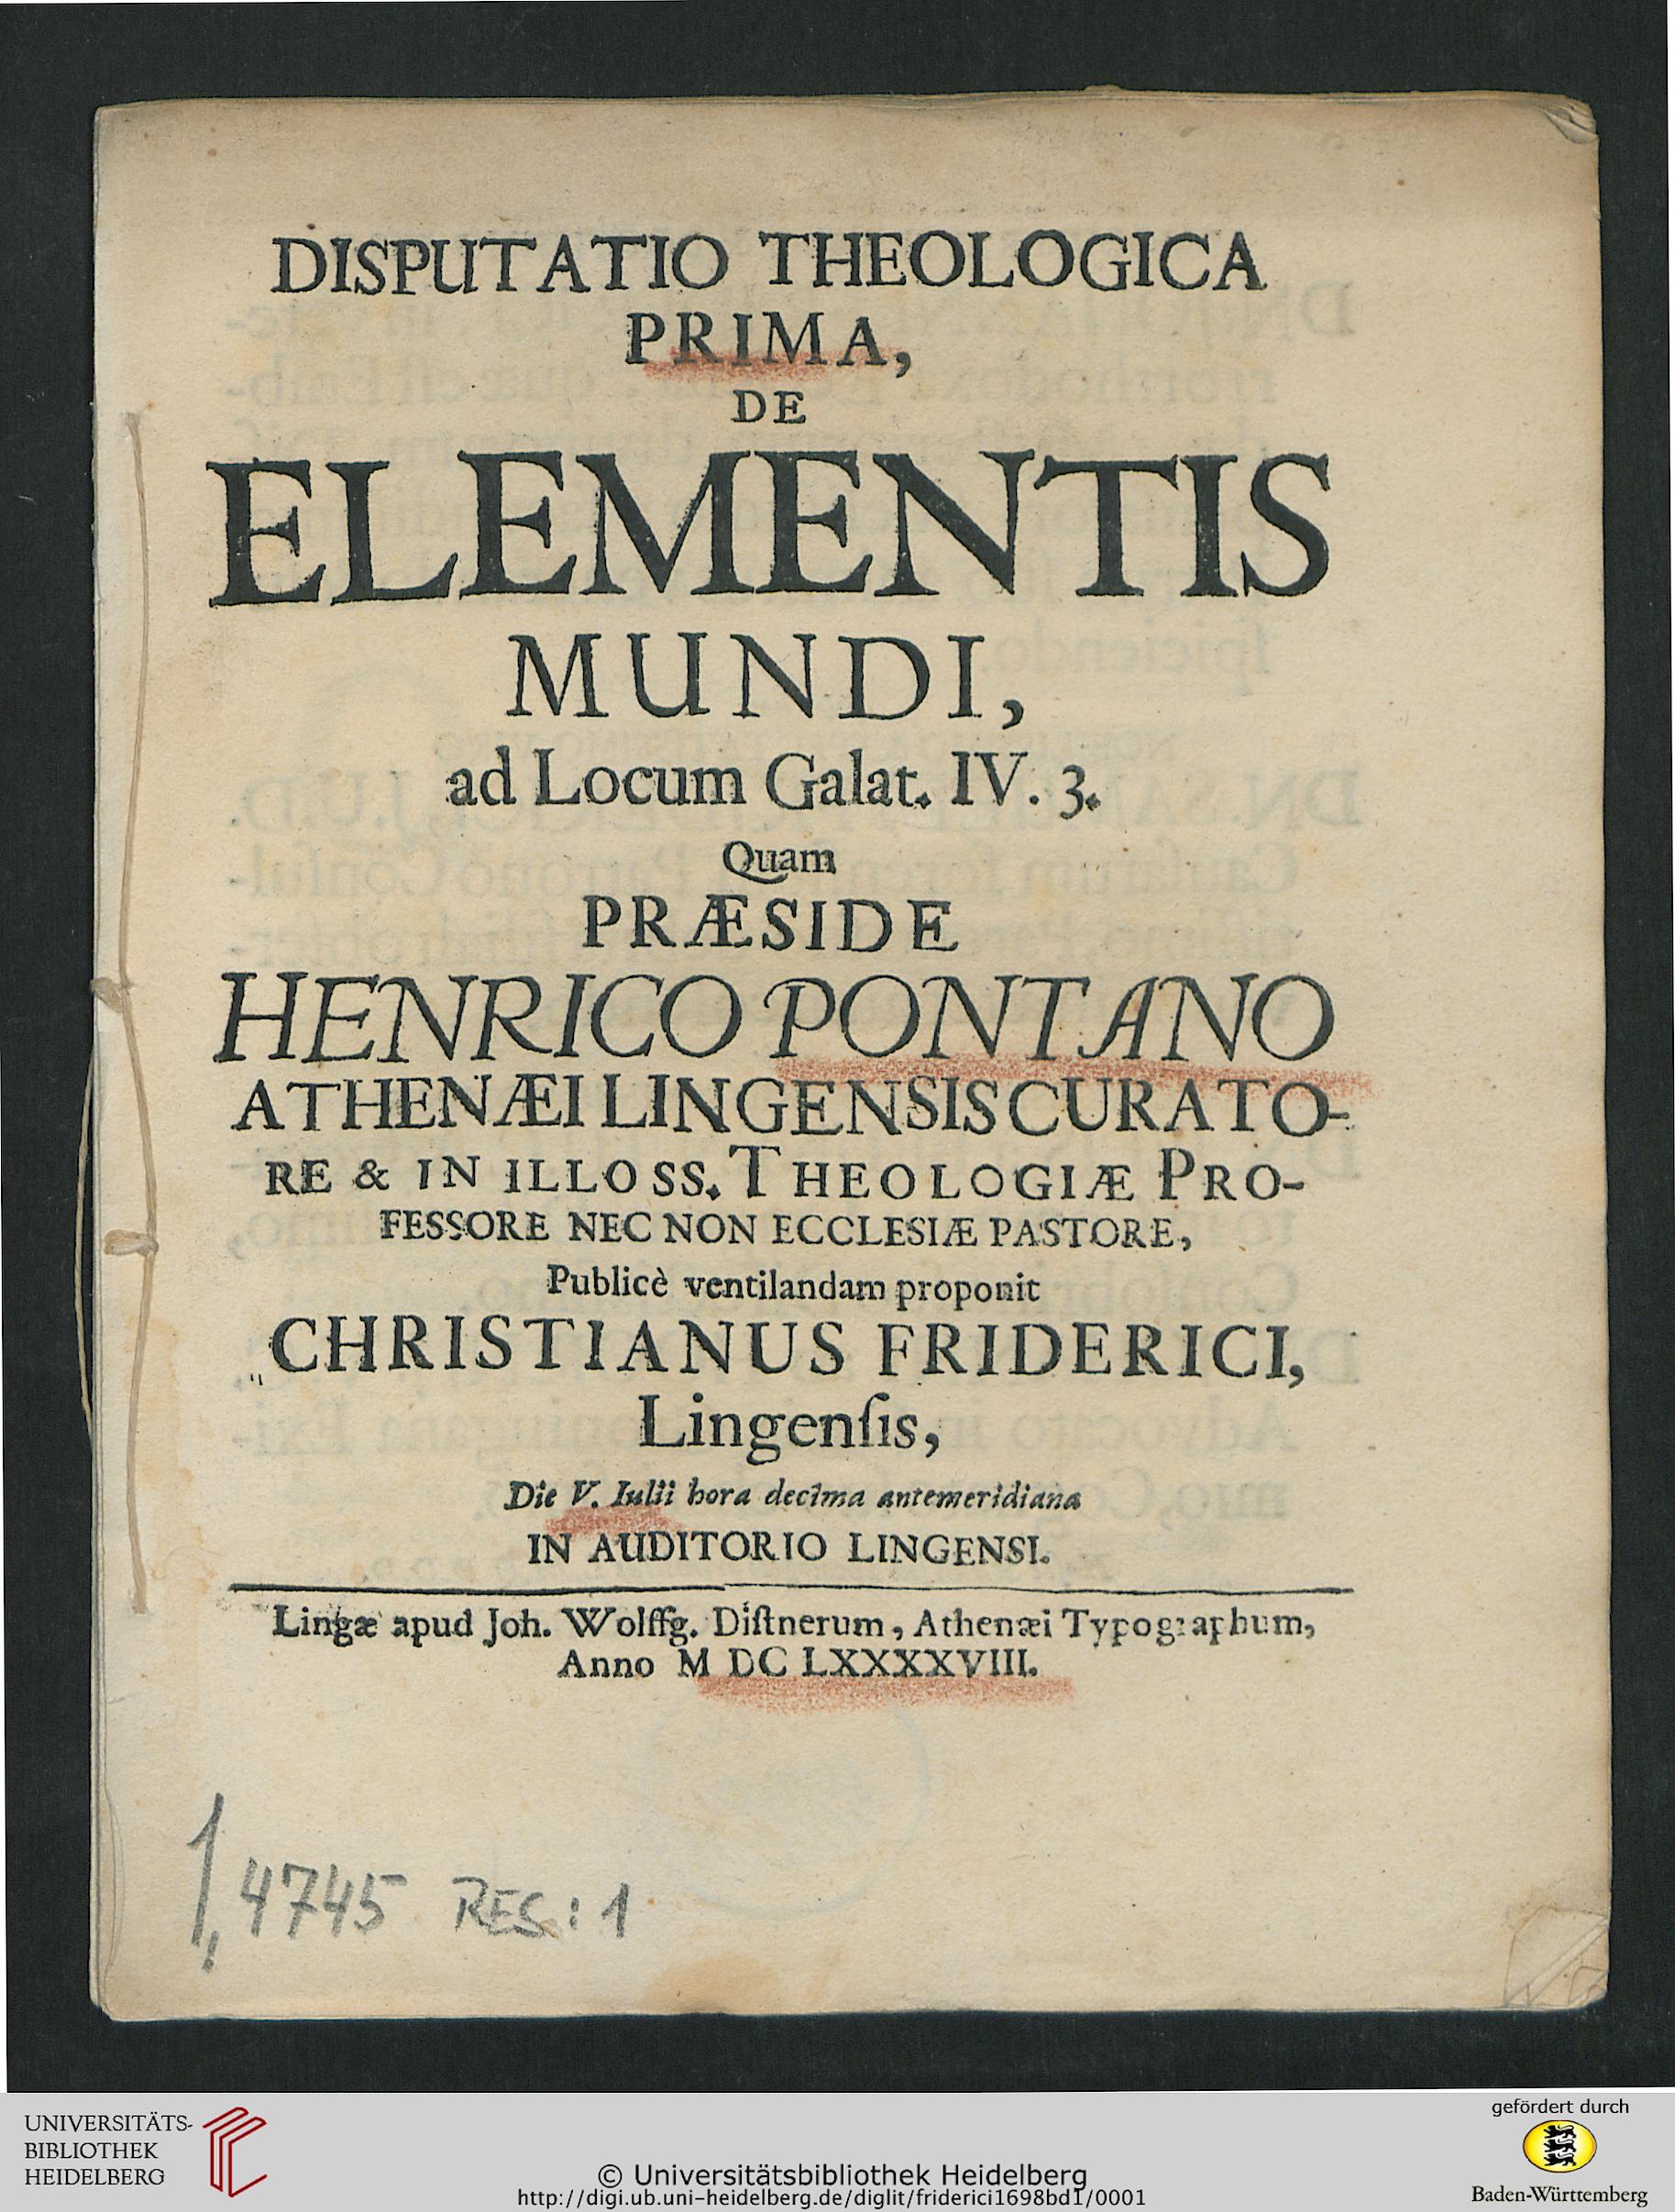 DISPUTATIO THEOLOGICA
PRIMA,
DE
ELEMENTIS
MUNDI,
ad Locum Galat. IV. 3.
Quam
PRÆSIDE
HENRICO PONTANO
ATHENÆI LINGENSIS CURATO-
RE & IN ILLO SS. THEOLOGIÆ PRO-
FESSORE NEC NON ECCLESIÆ PASTORE,
Publicè ventilandam proponit
CHRISTIANUS FRIDERICI,
Lingenſis,
Die V. Iulii hora decima antemeridiana
IN AUDITORIO LINGENSI.
Lingæ apud Joh. Wolffg. Diſtnerum, Athenæi Typographum,
Anno M DC LXXXXVIII.
1, 4745 RES: 1
UNIVERSITÄTS-
BIBLIOTHEK
HEIDELBERG
© Universitätsbibliothek Heidelberg
http://digi.ub.uni-heidelberg.de/diglit/friderici1698bd1/0001
gefördert durch
Baden-Württemberg